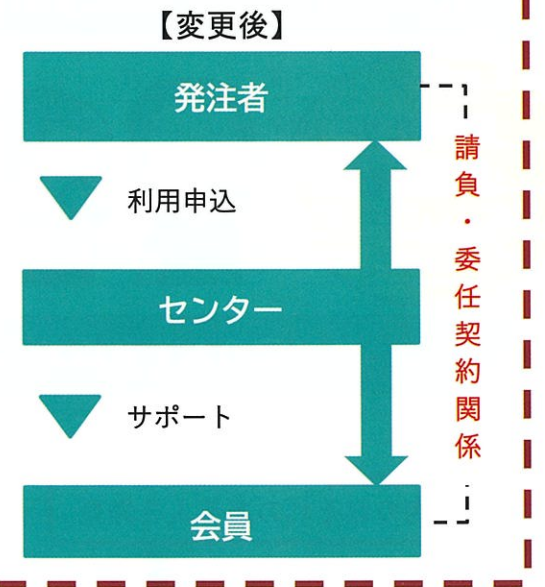 【変更後】
発注者
利用申込
センター
サポート
会員
請負・委任契約関係